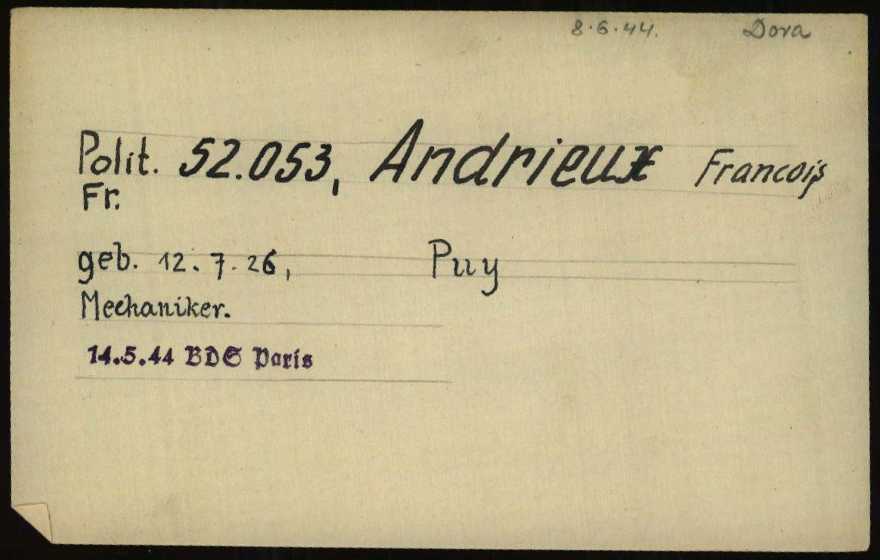 8.6.44. Dora
Polit. 52.053, Andrieux Francois
Fr.
geb. 12.7.26, Puy
Mechaniker.
14.5.44 BDS Paris